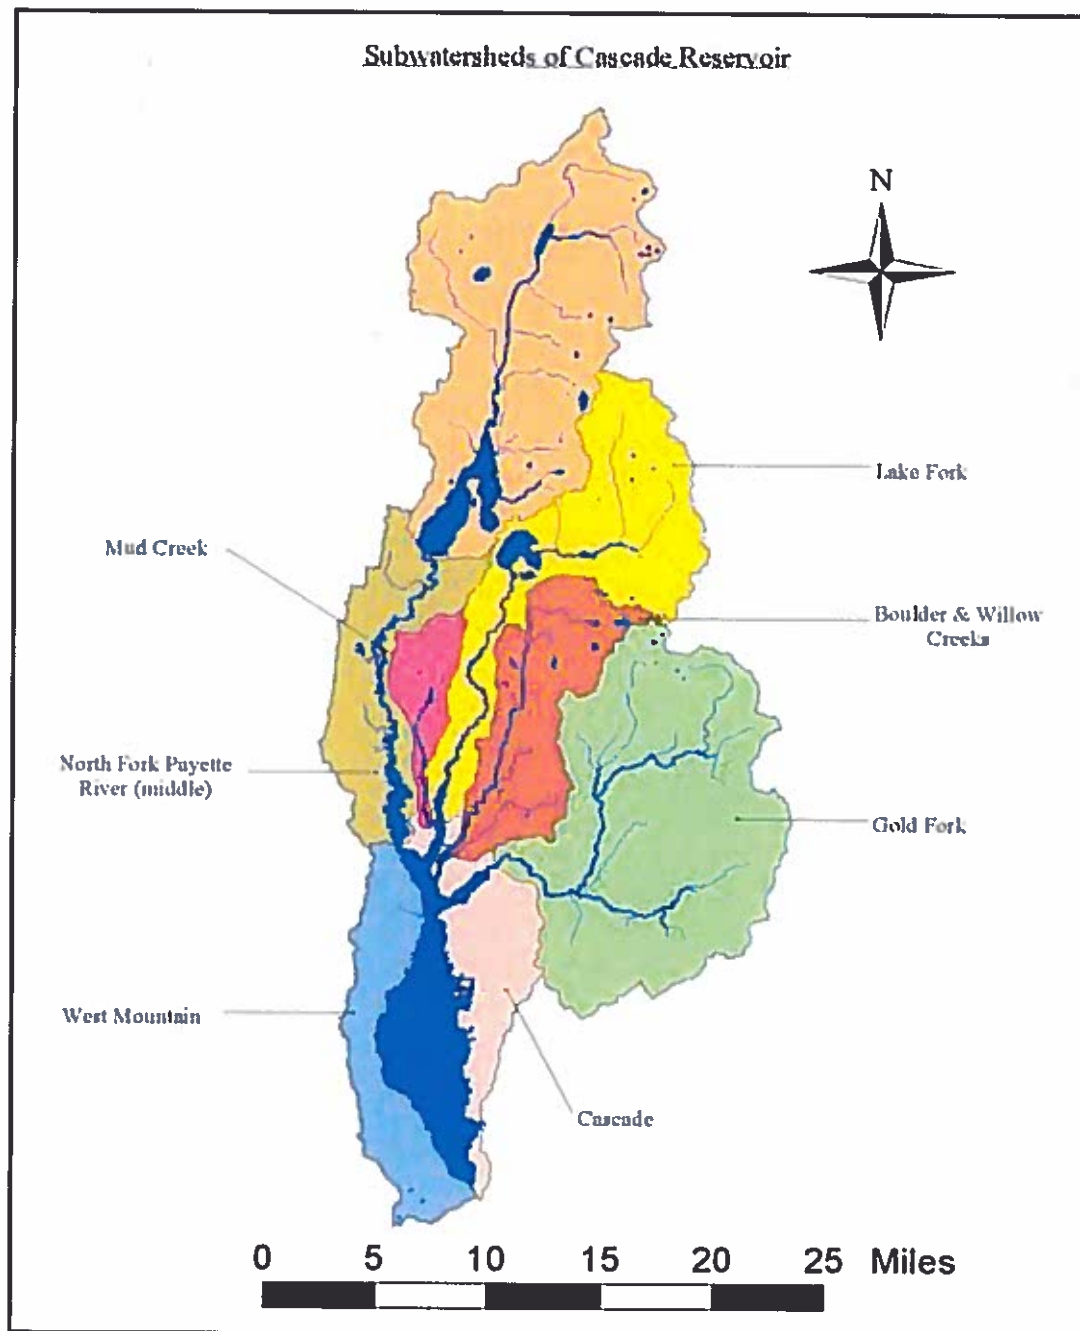 Subwatersheds of Cascade Reservoir
N
Lake Fork
Mud Creek
Boulder & Willow
Creeks
North Fork Payette
River (middle)
Gold Fork
West Mountain
Cascade
0 5 10 15 20 25 Miles